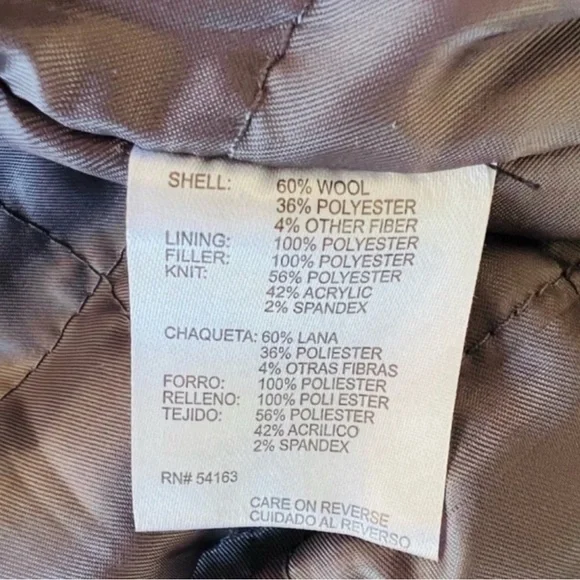 SHELL: 60% WOOL
36% POLYESTER
4% OTHER FIBER
LINING: 100% POLYESTER
FILLER: 100% POLYESTER
KNIT: 56% POLYESTER
42% ACRYLIC
2% SPANDEX
CHAQUETA: 60% LANA
36% POLIESTER
4% OTRAS FIBRAS
FORRO: 100% POLIESTER
RELLENO: 100% POLI ESTER
TEJIDO: 56% POLIESTER
42% ACRILICO
2% SPANDEX
RN# 54163
CARE ON REVERSE
CUIDADO AL REVERSO